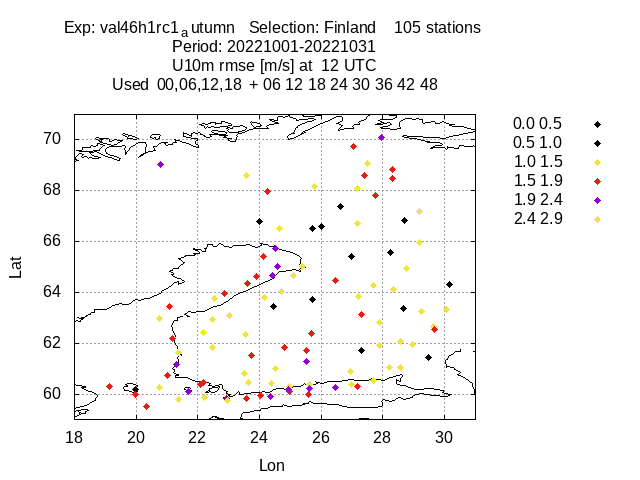 Exp: val46h1rc1autumn Selection: Finland 105 stations
Period: 20221001-20221031
U10m rmse [m/s] at 12 UTC
Used 00,06,12,18 + 06 12 18 24 30 36 42 48
70
68
66
64
62
60
Lat
18 20 22 24 26 28 30
Lon
0.0 0.5
0.5 1.0
1.0 1.5
1.5 1.9
1.9 2.4
2.4 2.9